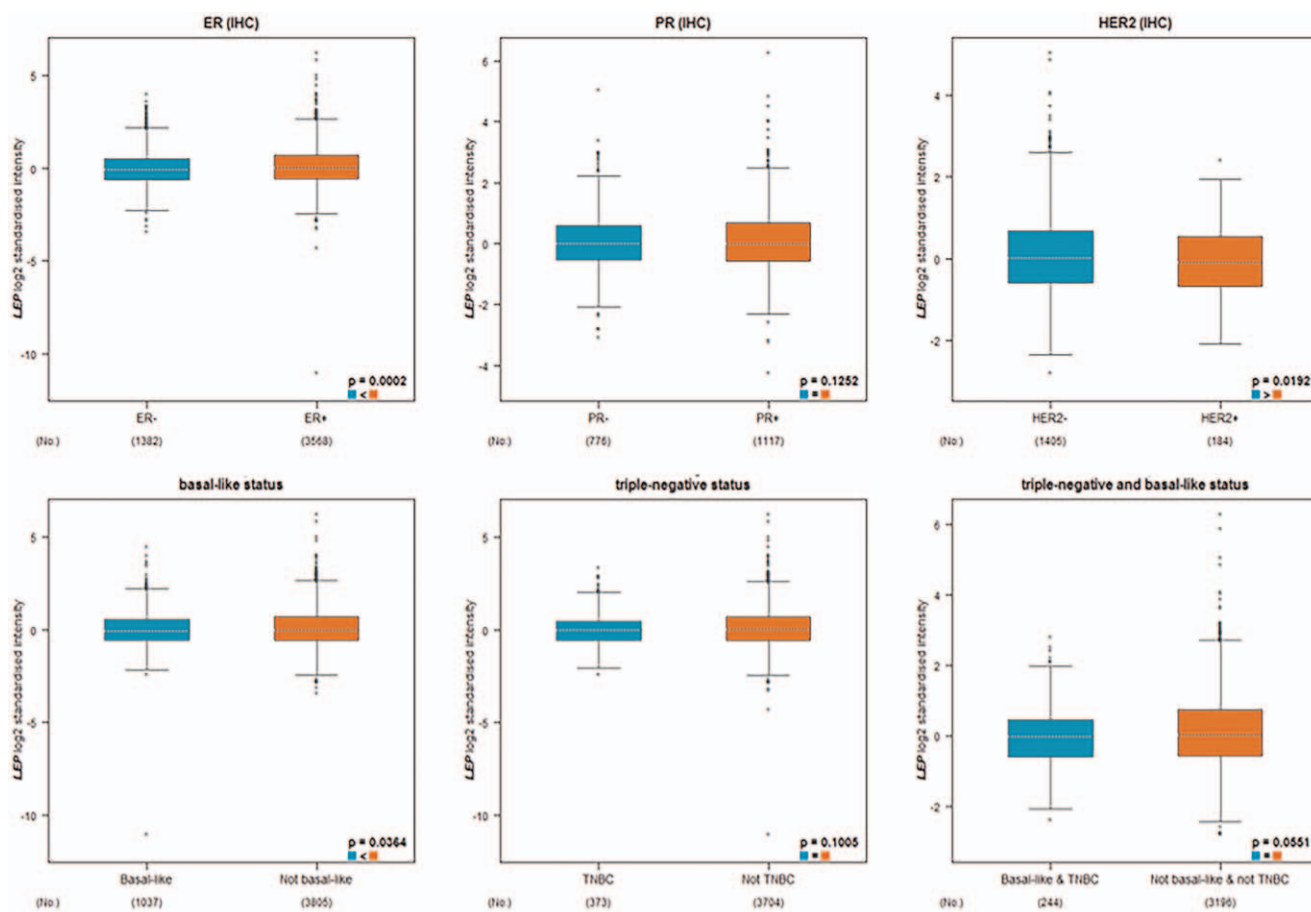 ER (IHC)
LEP log2 standardised intensity
5
0
-5
-10
p = 0.0002
<
ER-
ER+
(No.)
(1382)
(3568)
PR (IHC)
LEP log2 standardised intensity
6
4
2
0
-2
-4
p = 0.1252
=
PR-
PR+
(No.)
(776)
(1117)
HER2 (IHC)
LEP log2 standardised intensity
4
2
0
-2
p = 0.0192
>
HER2-
HER2+
(No.)
(1405)
(184)
basal-like status
LEP log2 standardised intensity
5
0
-5
-10
p = 0.0364
<
Basal-like
Not basal-like
(No.)
(1037)
(3805)
triple-negative status
LEP log2 standardised intensity
5
0
-5
-10
p = 0.1005
=
TNBC
Not TNBC
(No.)
(373)
(3704)
triple-negative and basal-like status
LEP log2 standardised intensity
6
4
2
0
-2
p = 0.0551
=
Basal-like & TNBC
Not basal-like & not TNBC
(No.)
(244)
(3196)